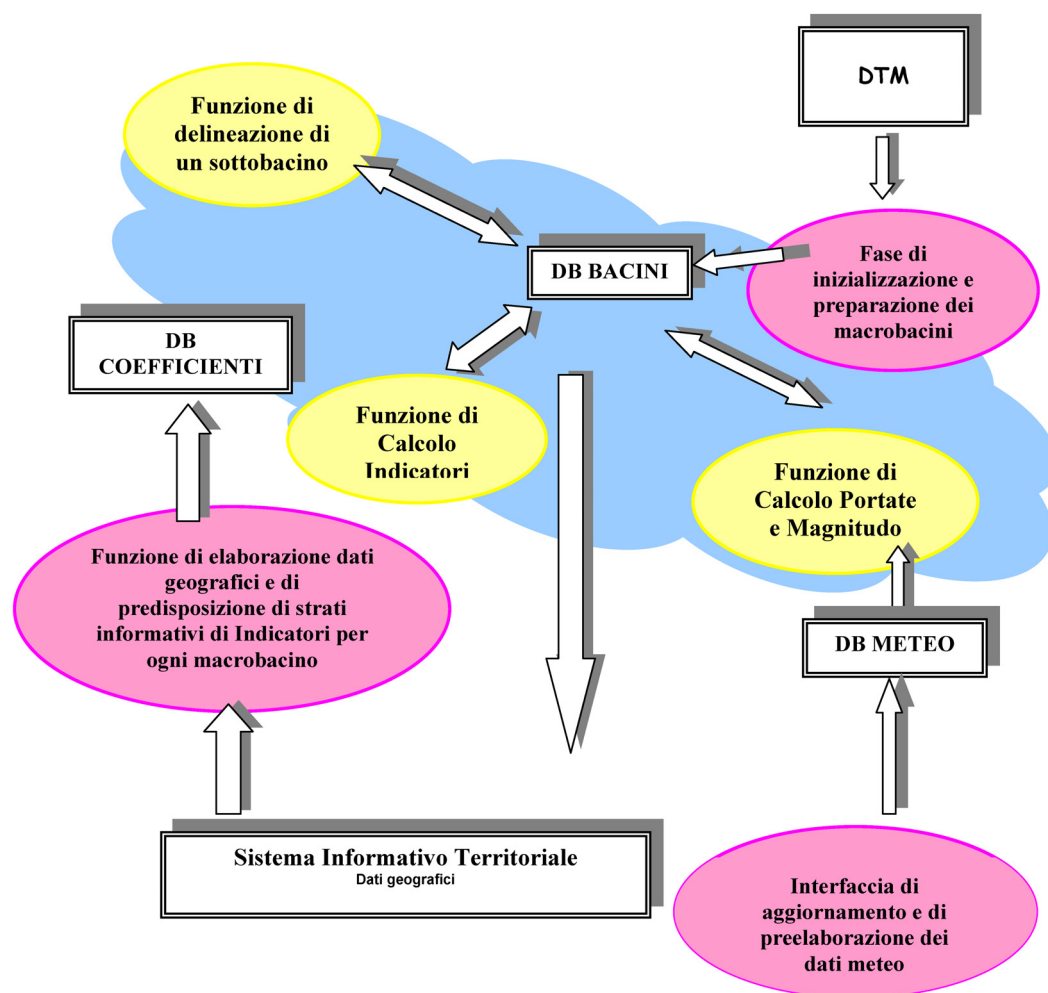 DTM
Funzione di
delineazione di
un sottobacino
DB BACINI
Fase di
inizializzazione e
preparazione dei
macrobacini
DB
COEFFICIENTI
Funzione di
Calcolo
Indicatori
Funzione di
Calcolo Portate
e Magnitudo
Funzione di elaborazione dati
geografici e di
predisposizione di strati
informativi di Indicatori per
ogni macrobacino
DB METEO
Sistema Informativo Territoriale
Dati geografici
Interfaccia di
aggiornamento e di
preelaborazione dei
dati meteo